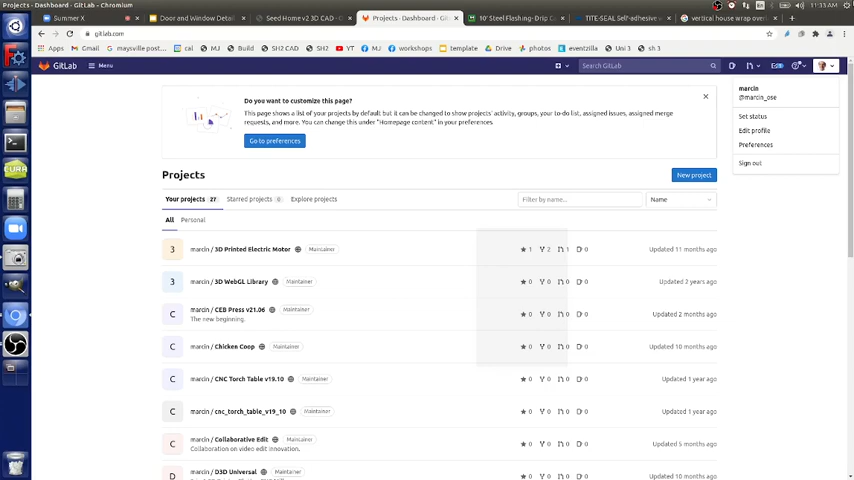 11:33 AM
Summer X
Door and Window Detail
Seed Home v2 3D CAD
Projects · Dashboard · GitLab
10' Steel Flashing- Drip Ca
TITE-SEAL Self-adhesive w
vertical house wrap over
gitlab.com
Gmail
maysville post
cal
MJ
Build
SH2 CAD
SH2
YT
MJ
workshops
template
Drive
photos
eventzilla
Uni 3
sh 3
GitLab
Menu
Search GitLab
marcin
@marcin_ose
Set status
Edit profile
Preferences
Sign out
Do you want to customize this page?
This page shows a list of your projects by default but it can be changed to show projects' activity, groups, your to-do list, assigned issues, assigned merge
requests, and more. You can change this under "Homepage content" in your preferences.
Go to preferences
Projects
New project
Your projects 27
Starred projects 0
Explore projects
Filter by name...
Name
All
Personal
3 marcin / 3D Printed Electric Motor Maintainer 1 2 1 0 Updated 11 months ago
3 marcin / 3D WebGL Library Maintainer 0 0 0 0 Updated 2 years ago
C marcin / CEB Press v21.06 Maintainer 0 0 0 0 Updated 2 months ago
The new beginning.
C marcin / Chicken Coop Maintainer 0 0 0 0 Updated 10 months ago
C marcin / CNC Torch Table v19.10 Maintainer 0 0 0 0 Updated 1 year ago
C marcin / cnc_torch_table_v19_10 Maintainer 0 0 0 0 Updated 1 year ago
C marcin / Collaborative Edit Maintainer 0 0 0 0 Updated 5 months ago
Collaboration on video edit innovation.
D marcin / D3D Universal Maintainer 0 0 0 0 Updated 10 months ago
CURA